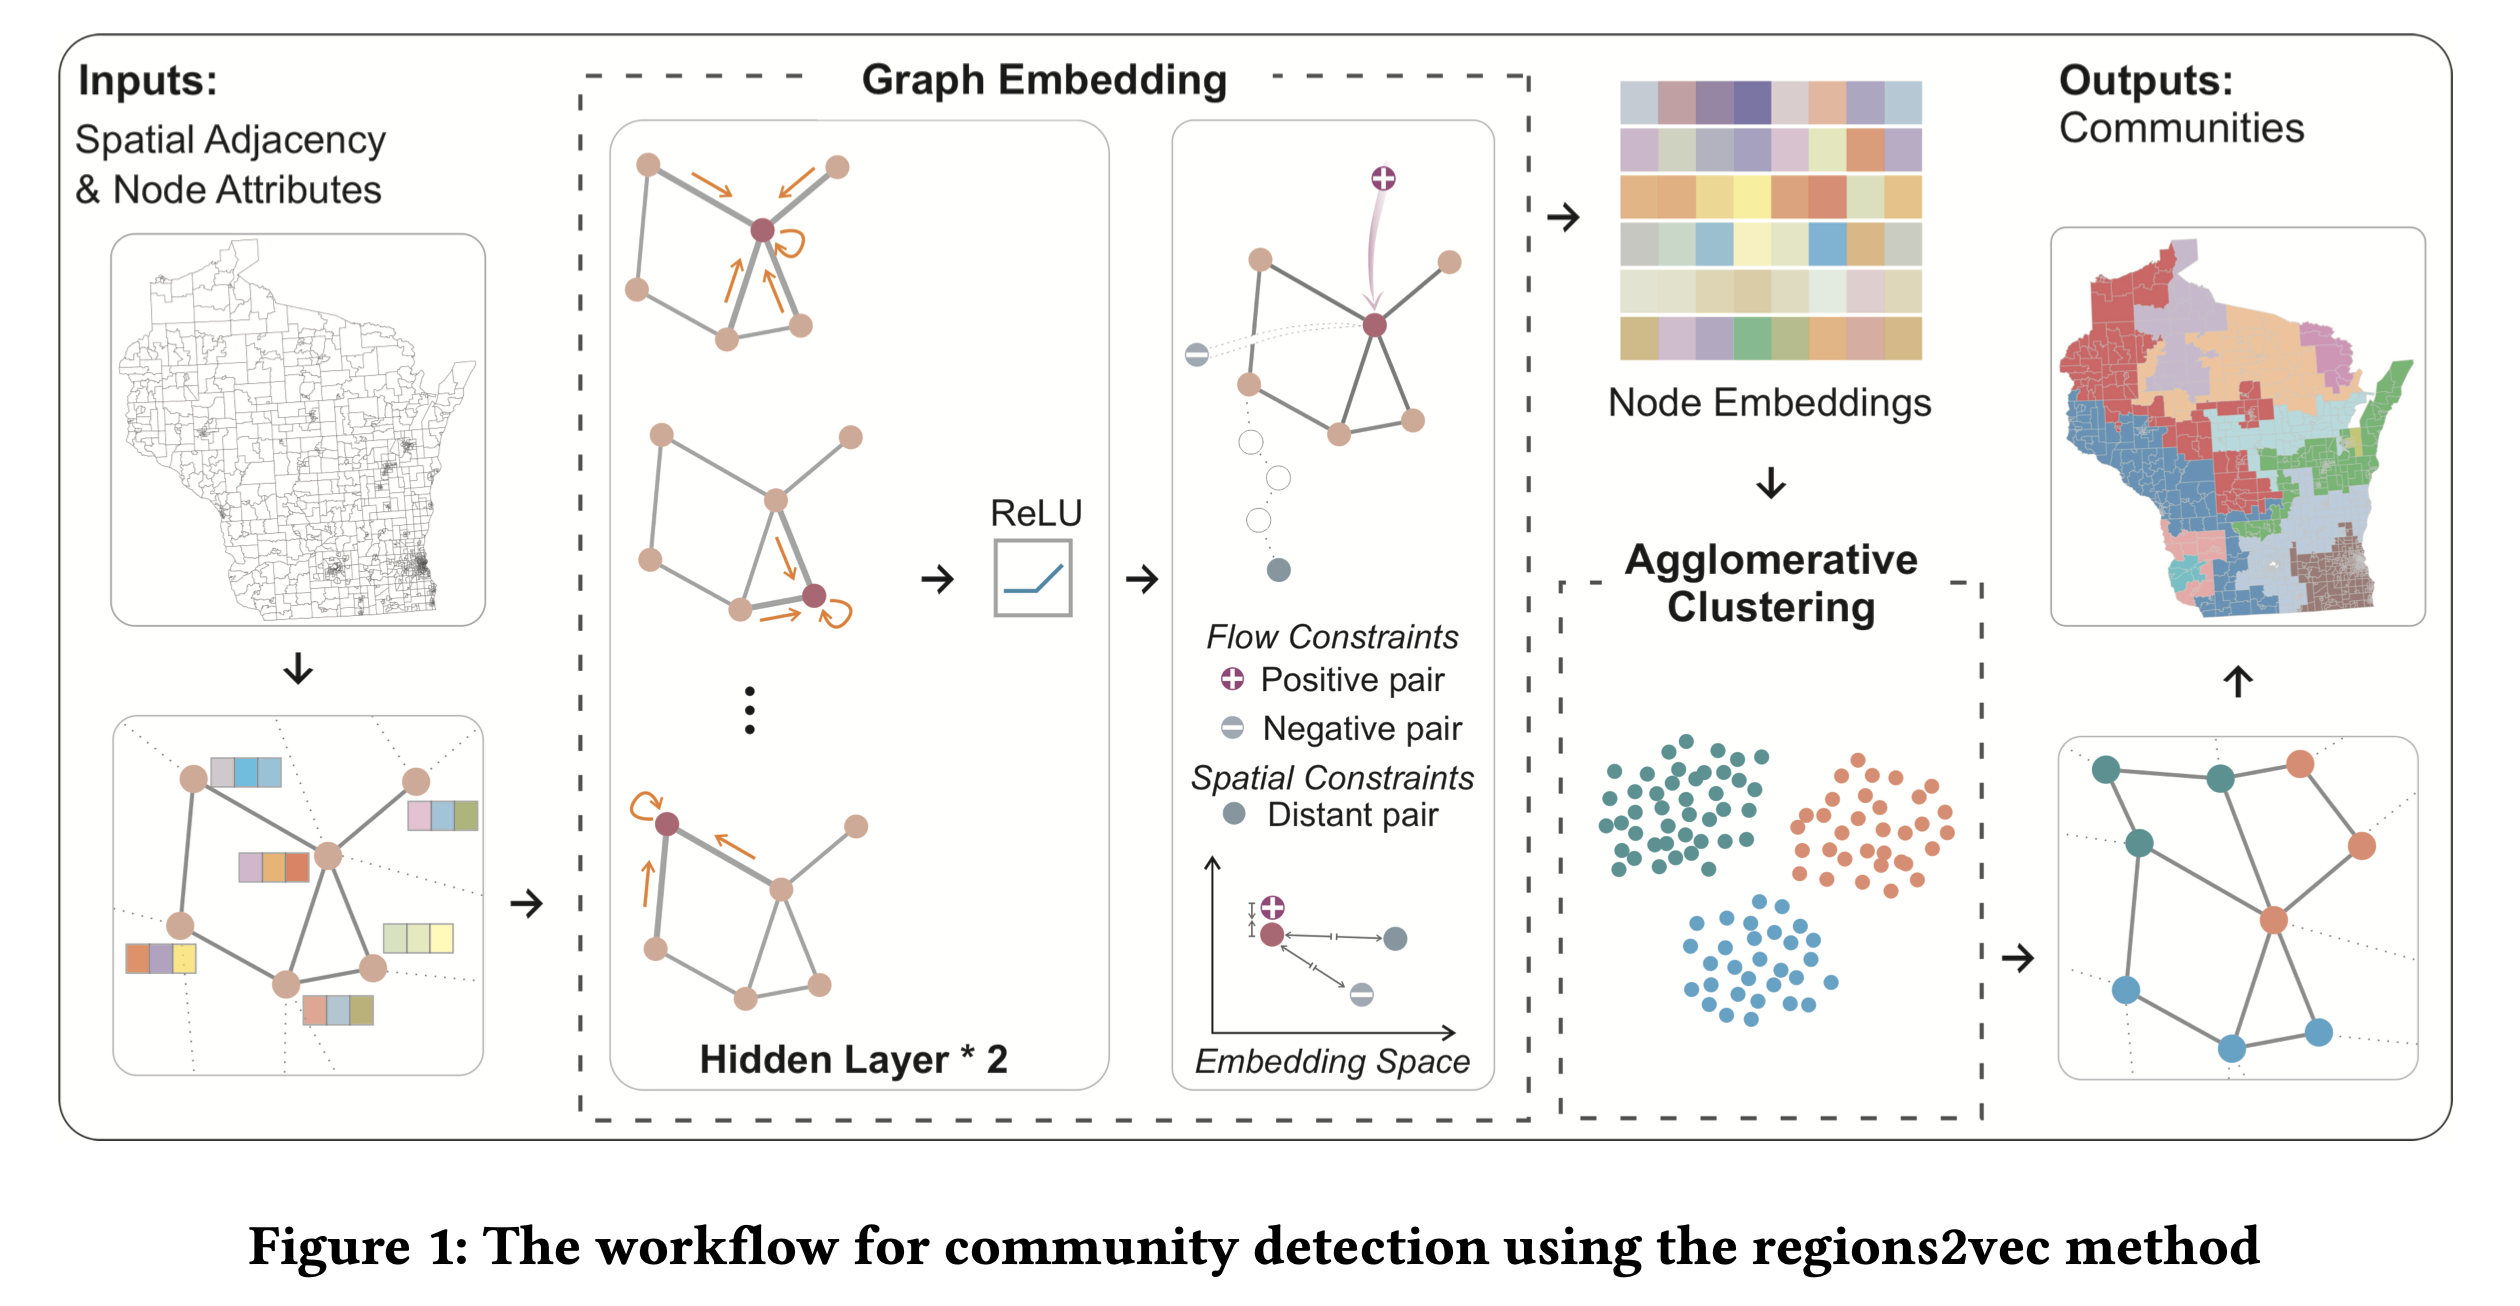 Inputs:
Spatial Adjacency
& Node Attributes
Graph Embedding
ReLU
Hidden Layer * 2
Flow Constraints
Positive pair
Negative pair
Spatial Constraints
Distant pair
Embedding Space
Node Embeddings
Agglomerative
Clustering
Outputs:
Communities
Figure 1: The workflow for community detection using the regions2vec method